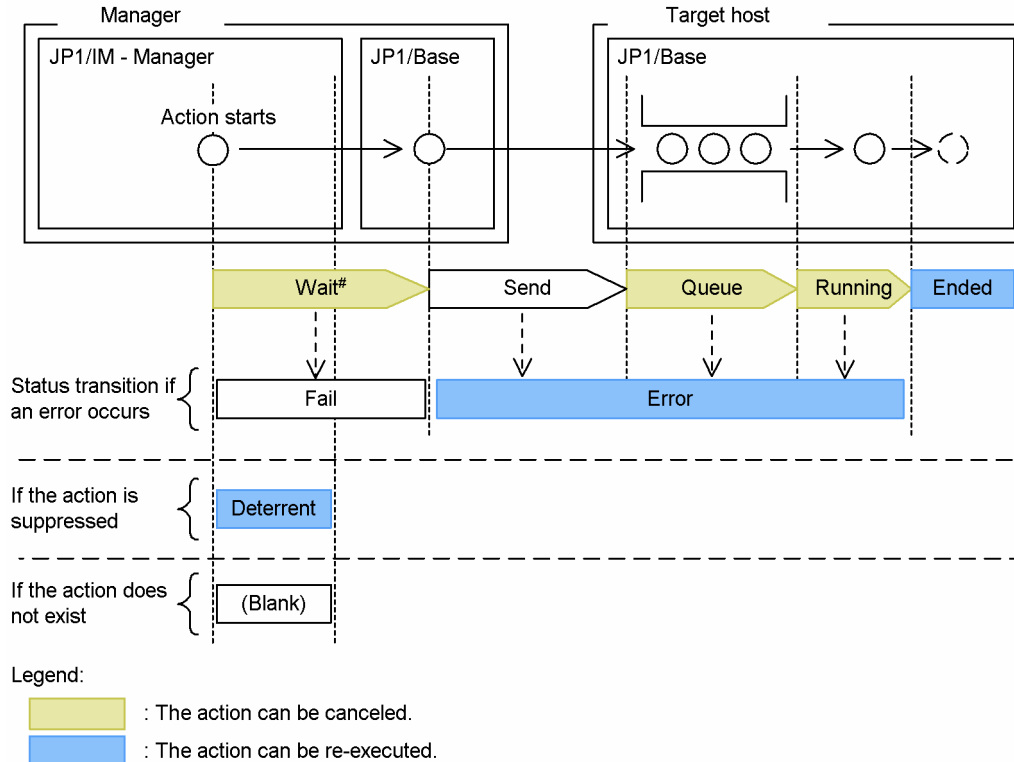 Manager
Target host
JP1/IM - Manager
JP1/Base
JP1/Base
Action starts
Wait#
Send
Queue
Running
Ended
Status transition if
an error occurs
Fail
Error
If the action is
suppressed
Deterrent
If the action does
not exist
(Blank)
Legend:
: The action can be canceled.
: The action can be re-executed.